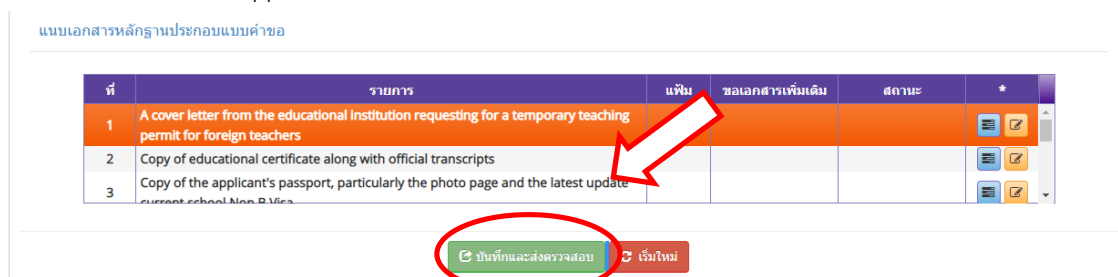 แนบเอกสารหลักฐานประกอบแบบคำขอ
ที่ รายการ แฟ้ม ขอเอกสารเพิ่มเติม สถานะ *
1 A cover letter from the educational institution requesting for a temporary teaching
permit for foreign teachers
2 Copy of educational certificate along with official transcripts
3 Copy of the applicant's passport, particularly the photo page and the latest update
current school Non B Visa
บันทึกและส่งตรวจสอบ เริ่มใหม่